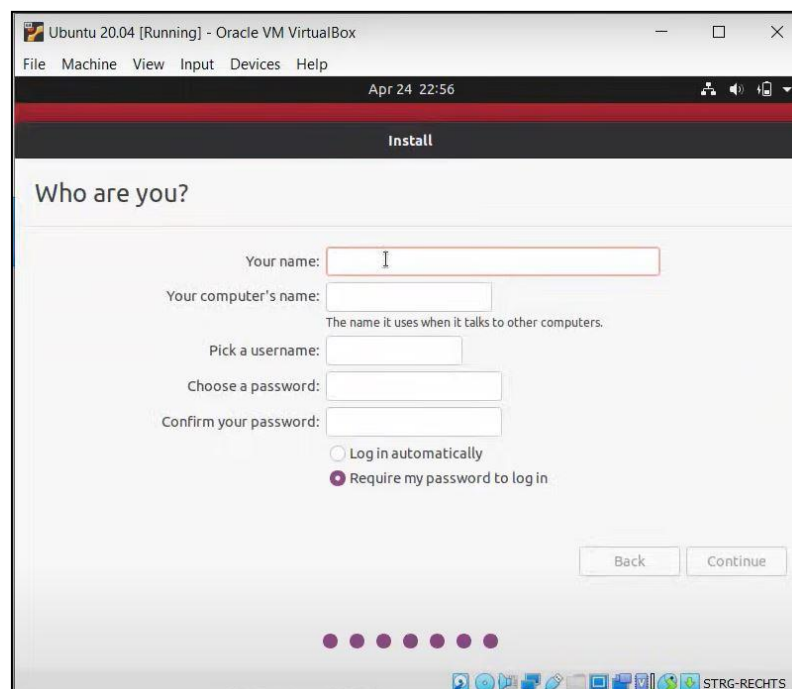 Ubuntu 20.04 [Running] - Oracle VM VirtualBox
File Machine View Input Devices Help
Apr 24 22:56
Install
Who are you?
Your name:
Your computer's name:
The name it uses when it talks to other computers.
Pick a username:
Choose a password:
Confirm your password:
Log in automatically
Require my password to log in
Back Continue
STRG-RECHTS